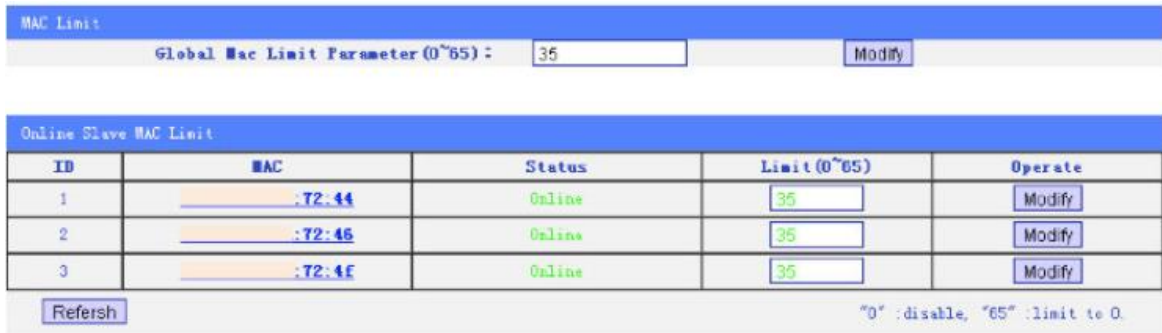 MAC Limit
Global Mac Limit Parameter(0~65): 35 Modify
Online Slave MAC Limit
ID MAC Status Limit(0~65) Operate
1 :72:44 Online 35 Modify
2 :72:46 Online 35 Modify
3 :72:4f Online 35 Modify
Refersh "0" :disable, "65" :limit to 0.